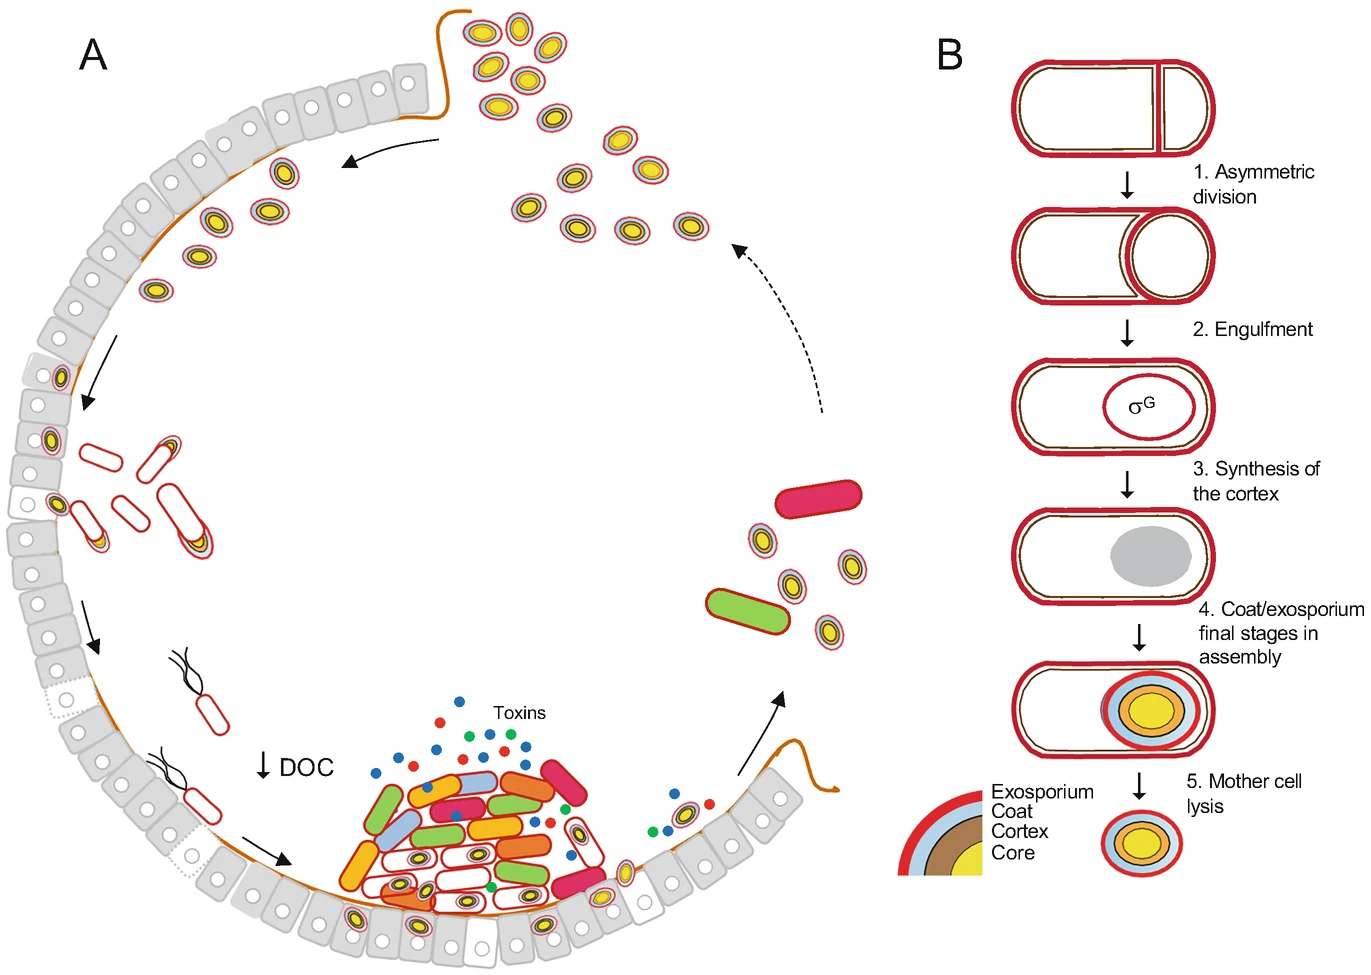 A
B
1. Asymmetric
division
2. Engulfment
σG
3. Synthesis of
the cortex
4. Coat/exosporium
final stages in
assembly
5. Mother cell
lysis
Exosporium
Coat
Cortex
Core
Toxins
↓ DOC